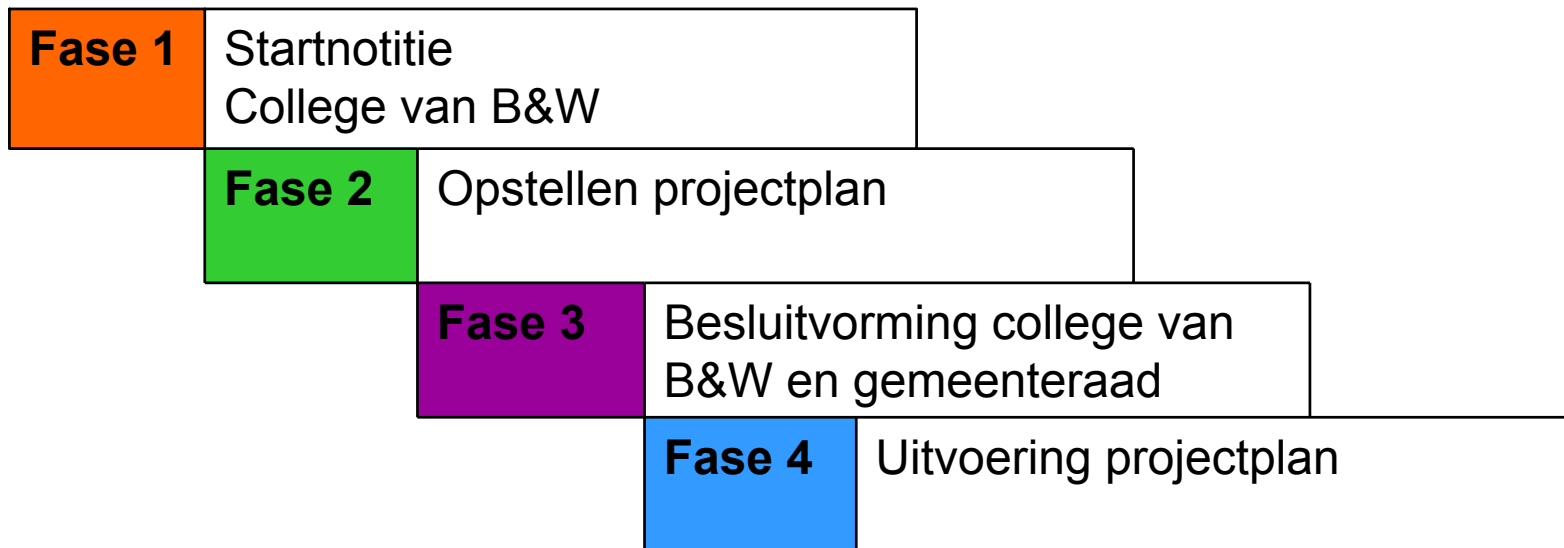 Fase 1
Startnotitie
College van B&W
Fase 2
Opstellen projectplan
Fase 3
Besluitvorming college van
B&W en gemeenteraad
Fase 4
Uitvoering projectplan